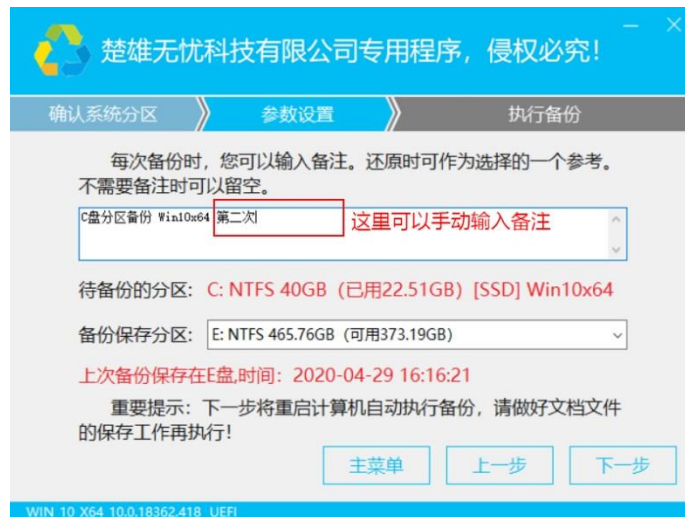 楚雄无忧科技有限公司专用程序，侵权必究！
确认系统分区 参数设置 执行备份
每次备份时，您可以输入备注。还原时可作为选择的一个参考。
不需要备注时可以留空。
C盘分区备份 Win10x64 第二次 这里可以手动输入备注
待备份的分区： C: NTFS 40GB（已用22.51GB）[SSD] Win10x64
备份保存分区： E: NTFS 465.76GB（可用373.19GB）
上次备份保存在E盘,时间：2020-04-29 16:16:21
重要提示：下一步将重启计算机自动执行备份，请做好文档文件
的保存工作再执行！
主菜单 上一步 下一步
WIN 10 X64 10.0.18362.418 UEFI